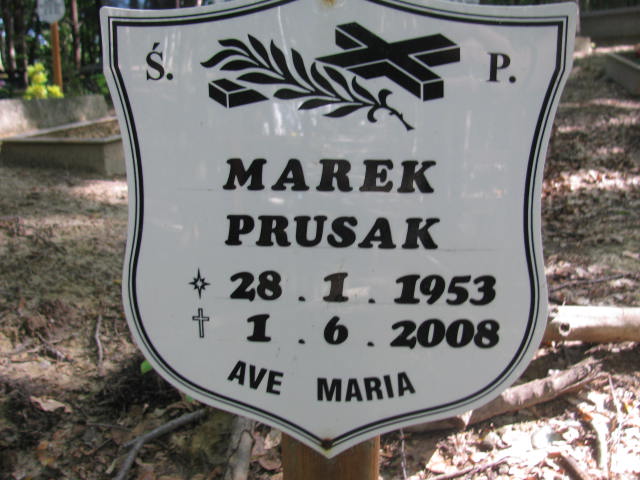 Ś. P.
MAREK
PRUSAK
28.1.1953
1.6.2008
AVE MARIA